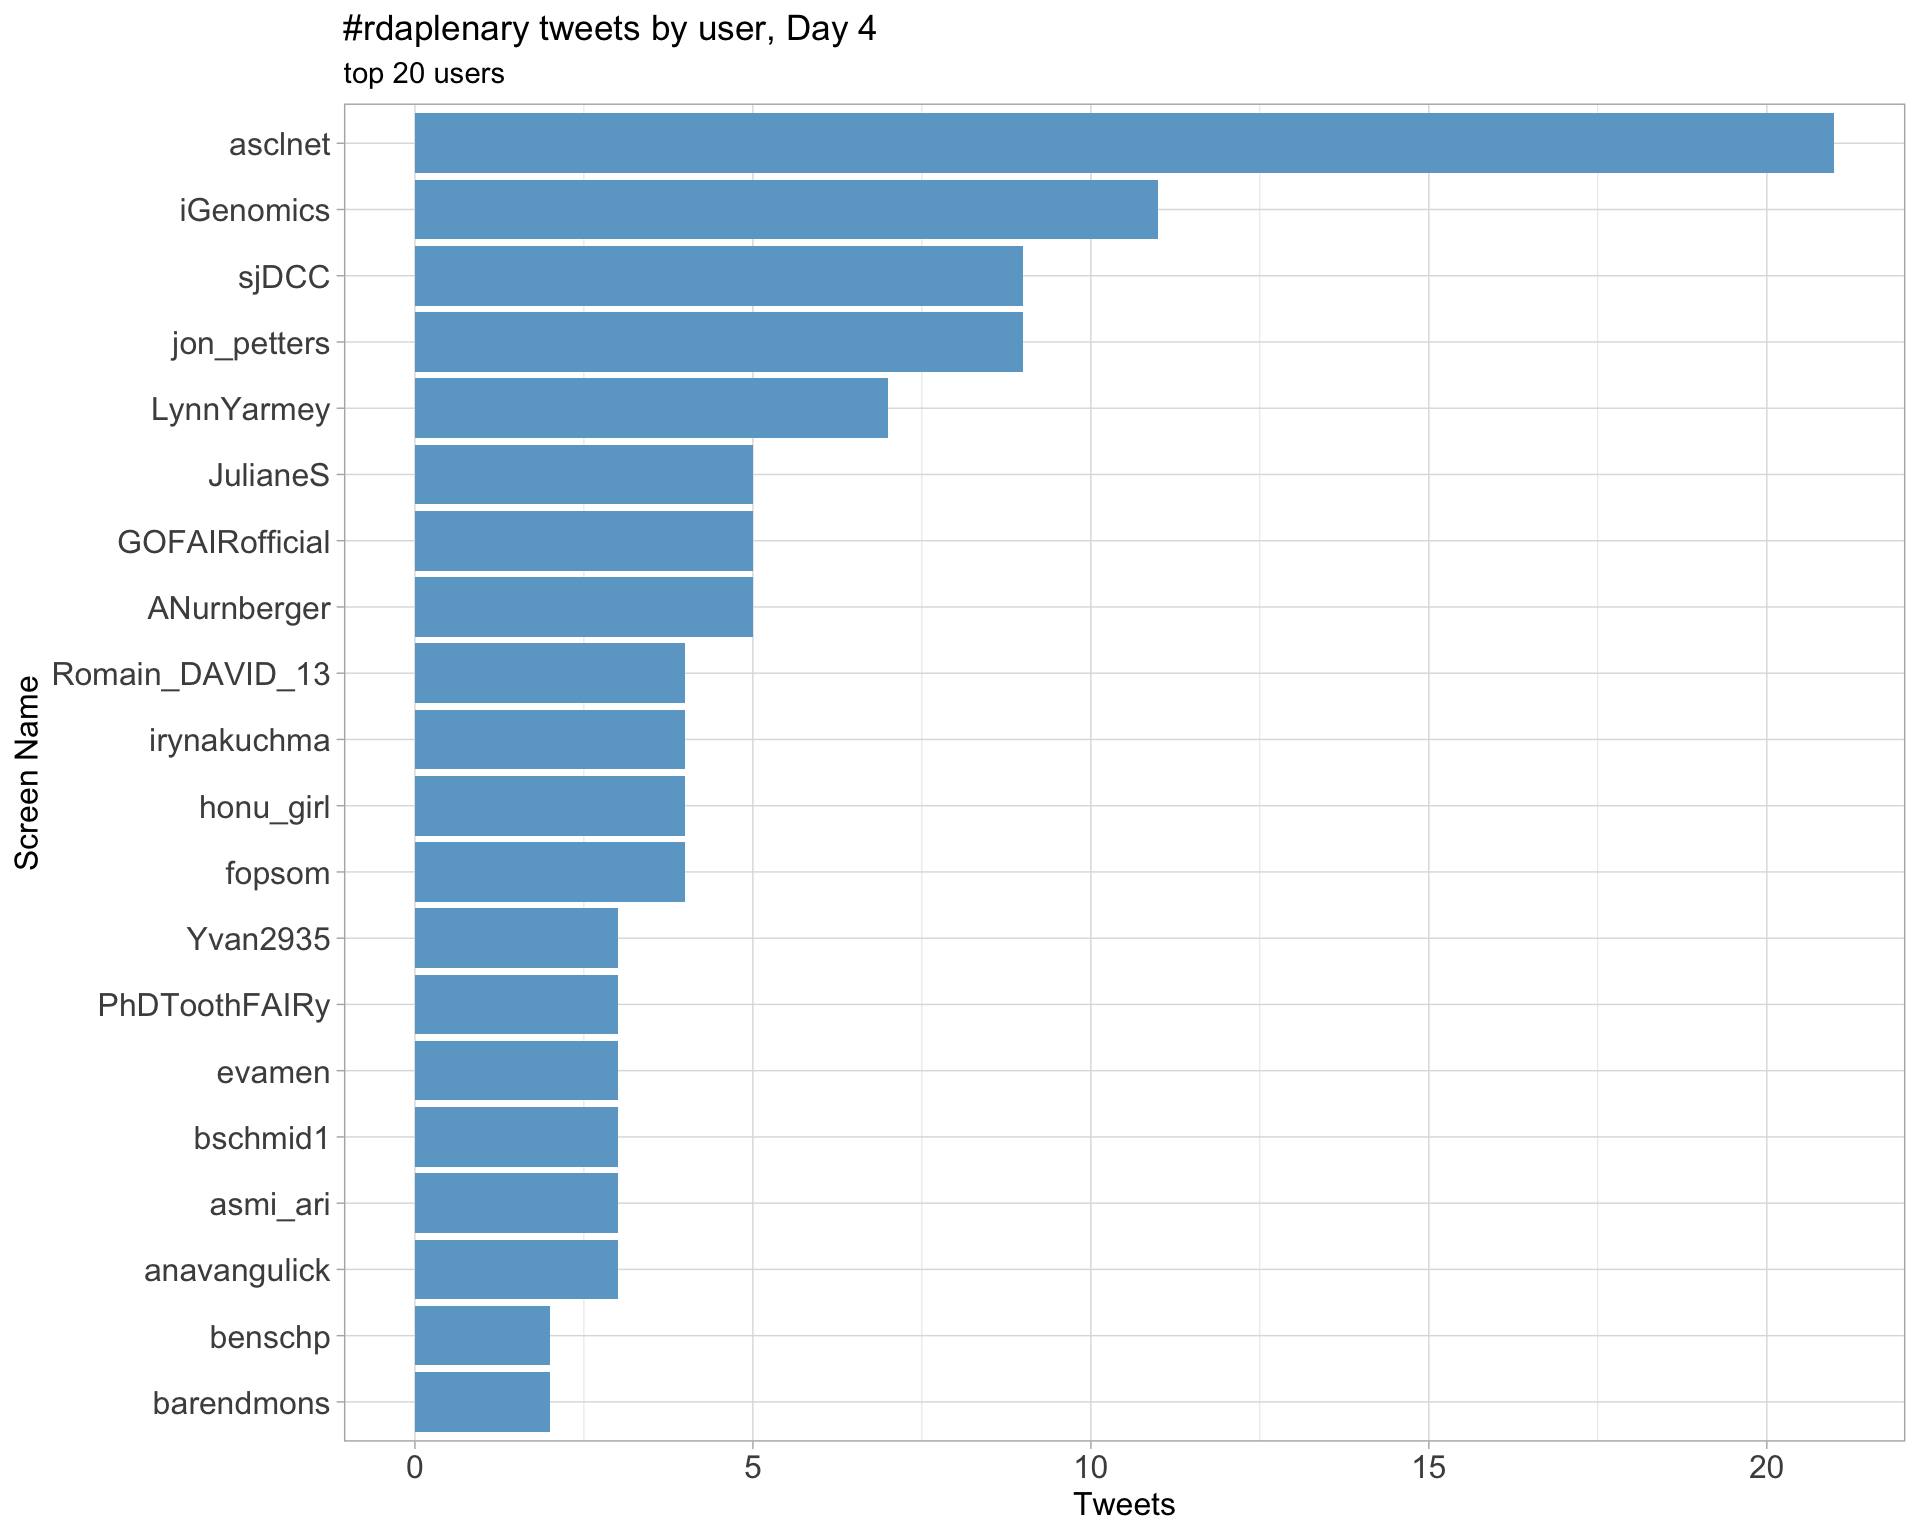 #rdaplenary tweets by user, Day 4
top 20 users
asclnet
iGenomics
sjDCC
jon_petters
LynnYarmey
JulianeS
GOFAIRofficial
ANurnberger
Romain_DAVID_13
irynakuchma
honu_girl
fopsom
Yvan2935
PhDToothFAIRy
evamen
bschmid1
asmi_ari
anavangulick
benschp
barendmons
Screen Name
0 5 10 15 20
Tweets